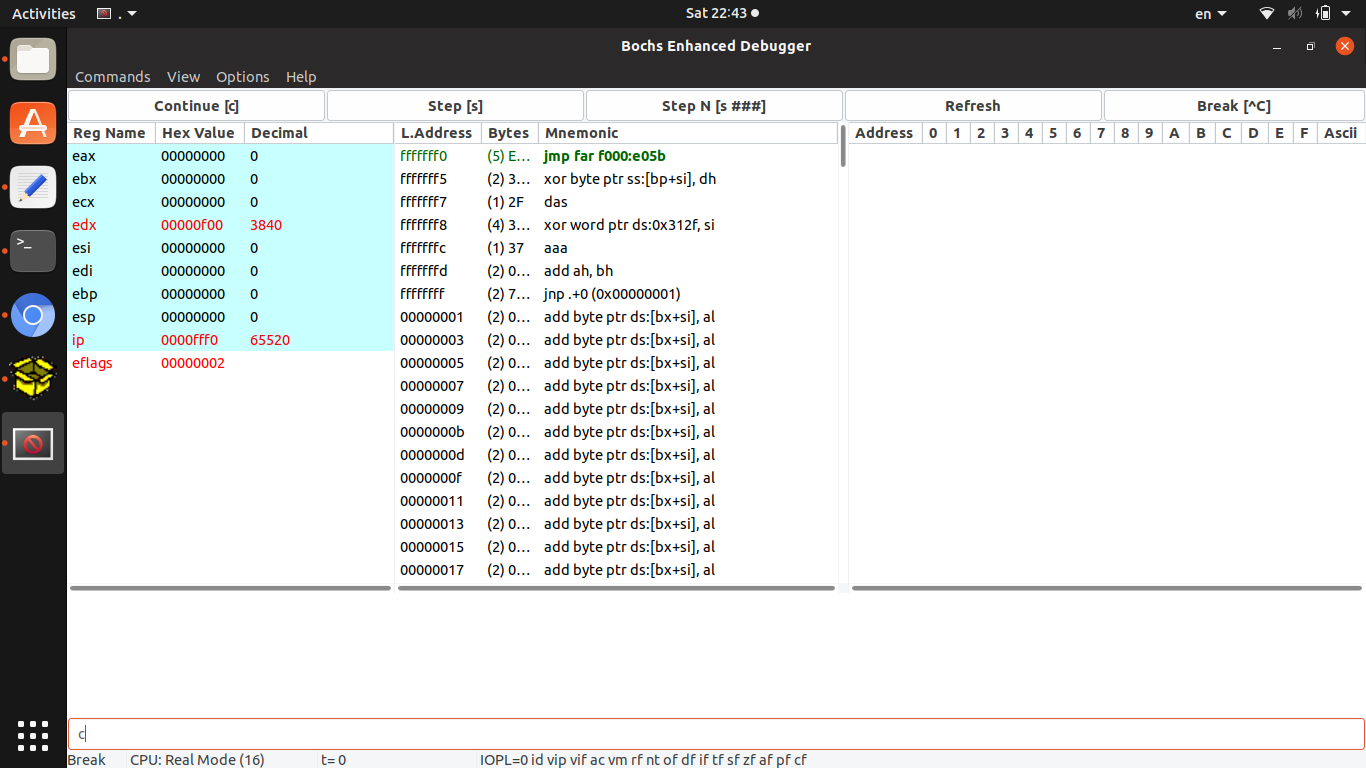 Activities . Sat 22:43 en
Bochs Enhanced Debugger
Commands View Options Help
Continue [c] Step [s] Step N [s ###] Refresh Break [^C]
Reg Name Hex Value Decimal L.Address Bytes Mnemonic Address 0 1 2 3 4 5 6 7 8 9 A B C D E F Ascii
eax 00000000 0 fffffff0 (5) E... jmp far f000:e05b
ebx 00000000 0 fffffff5 (2) 3... xor byte ptr ss:[bp+si], dh
ecx 00000000 0 fffffff7 (1) 2F das
edx 00000f00 3840 fffffff8 (4) 3... xor word ptr ds:0x312f, si
esi 00000000 0 fffffffc (1) 37 aaa
edi 00000000 0 fffffffd (2) 0... add ah, bh
ebp 00000000 0 ffffffff (2) 7... jnp .+0 (0x00000001)
esp 00000000 0 00000001 (2) 0... add byte ptr ds:[bx+si], al
ip 0000fff0 65520 00000003 (2) 0... add byte ptr ds:[bx+si], al
eflags 00000002 00000005 (2) 0... add byte ptr ds:[bx+si], al
00000007 (2) 0... add byte ptr ds:[bx+si], al
00000009 (2) 0... add byte ptr ds:[bx+si], al
0000000b (2) 0... add byte ptr ds:[bx+si], al
0000000d (2) 0... add byte ptr ds:[bx+si], al
0000000f (2) 0... add byte ptr ds:[bx+si], al
00000011 (2) 0... add byte ptr ds:[bx+si], al
00000013 (2) 0... add byte ptr ds:[bx+si], al
00000015 (2) 0... add byte ptr ds:[bx+si], al
00000017 (2) 0... add byte ptr ds:[bx+si], al
c
Break CPU: Real Mode (16) t= 0 IOPL=0 id vip vif ac vm rf nt of df if tf sf zf af pf cf